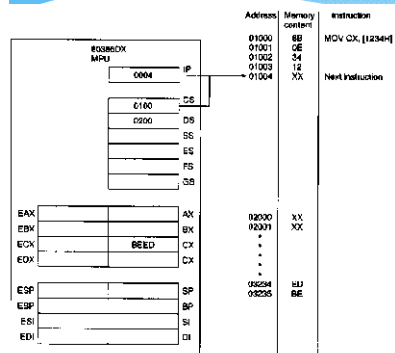 Address Memory content Instruction
01000 8B MOV CX, [1234H]
01001 0E
01002 34
01003 12
01004 XX Next Instruction
80386DX
MPU
0004 IP
0100 CS
0200 DS
SS
ES
FS
GS
EAX AX
EBX BX
ECX BEED CX
EDX DX
ESP SP
EBP BP
ESI SI
EDI DI
02000 XX
02001 XX
03234 ED
03235 BE